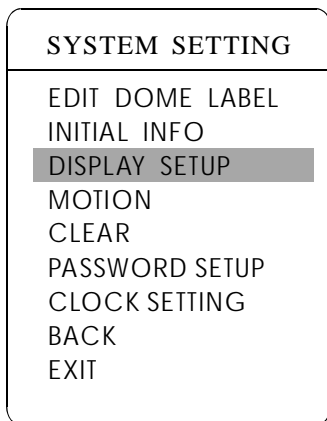 SYSTEM SETTING
EDIT DOME LABEL
INITIAL INFO
DISPLAY SETUP
MOTION
CLEAR
PASSWORD SETUP
CLOCK SETTING
BACK
EXIT